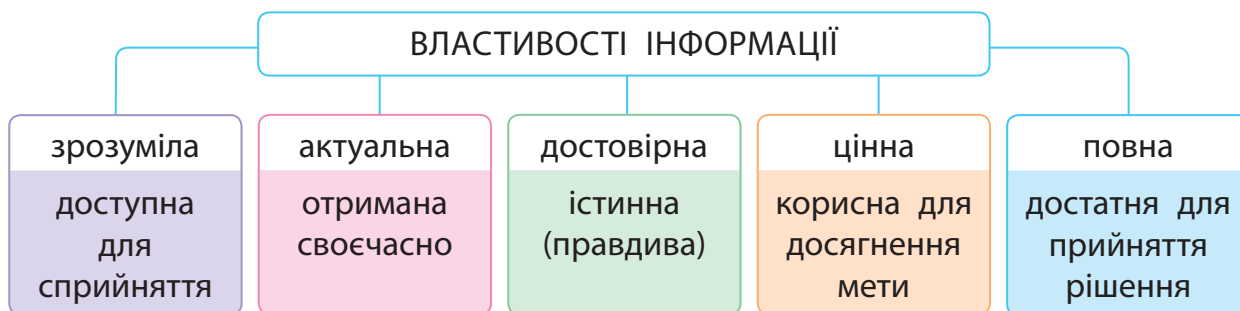 ВЛАСТИВОСТІ ІНФОРМАЦІЇ
зрозуміла
доступна
для
сприйняття
актуальна
отримана
своєчасно
достовірна
істинна
(правдива)
цінна
корисна для
досягнення
мети
повна
достатня для
прийняття
рішення